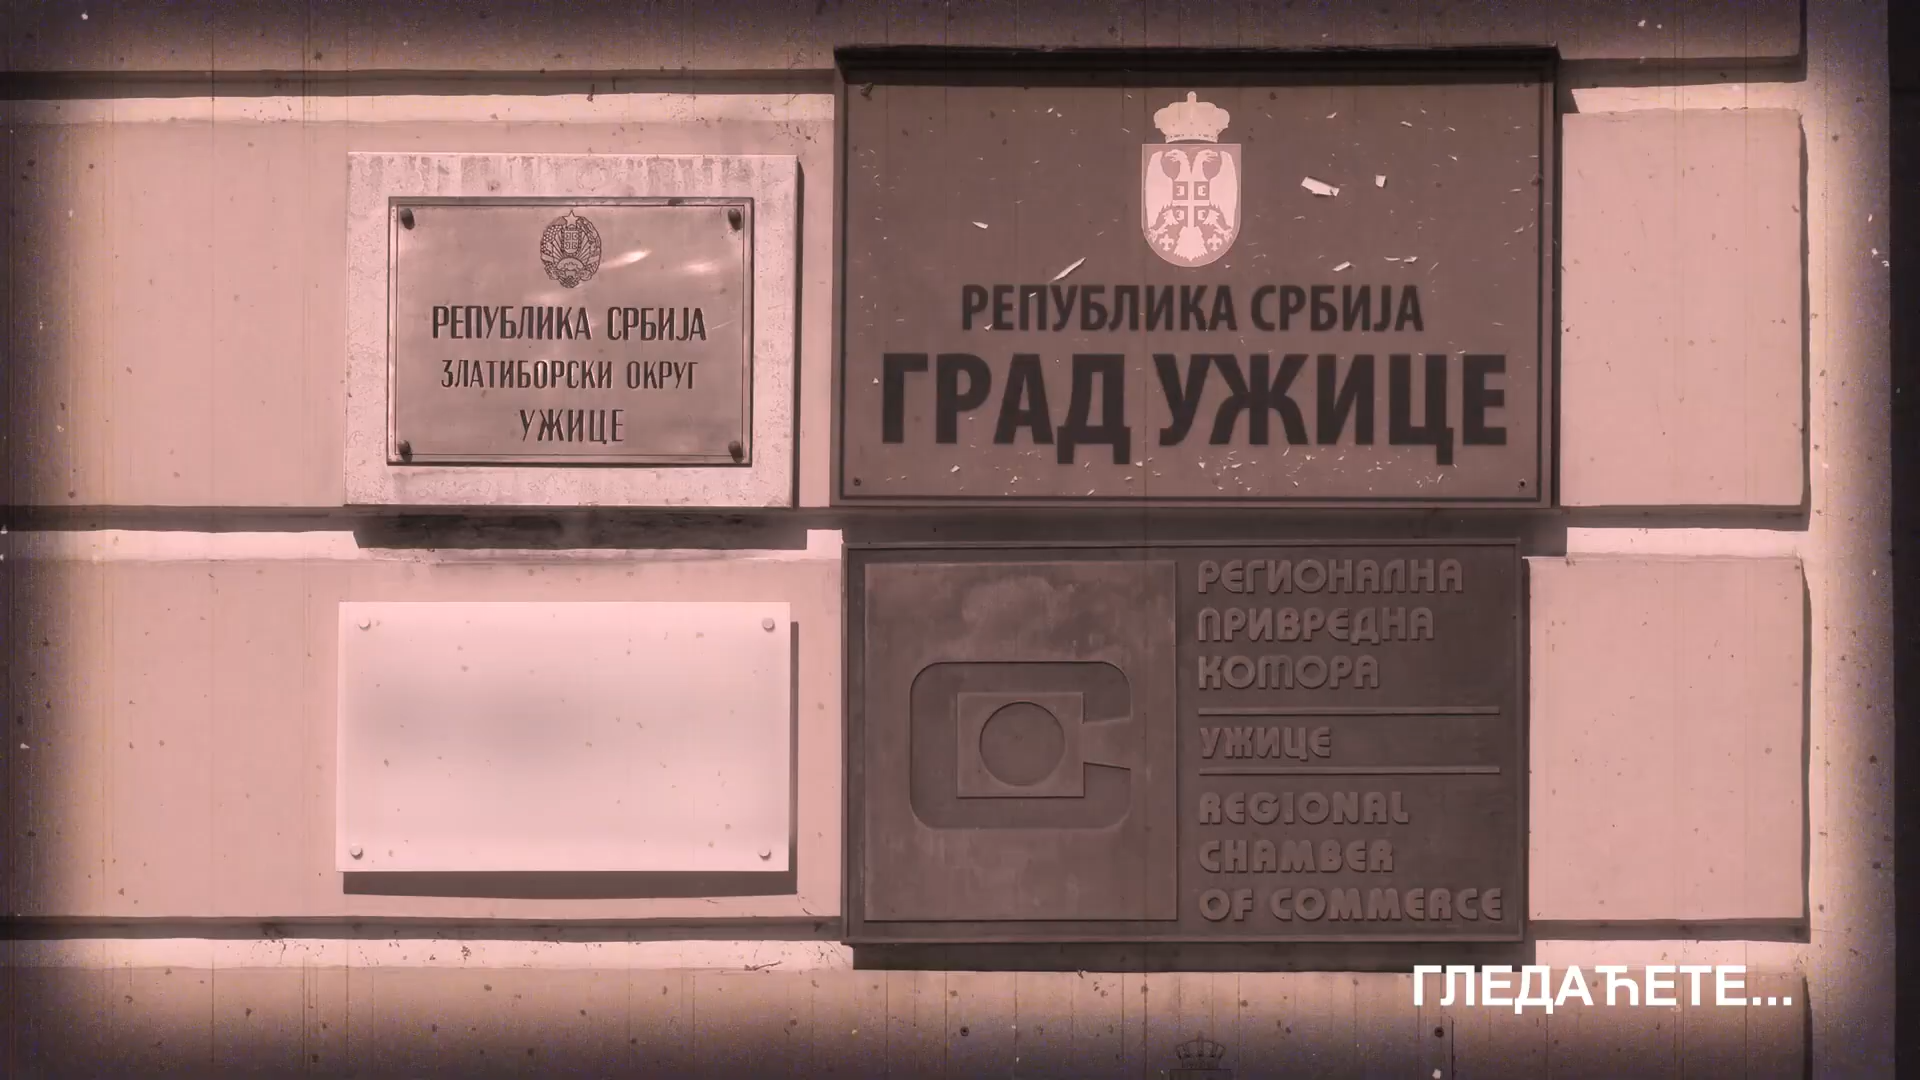 РЕПУБЛИКА СРБИЈА
ЗЛАТИБОРСКИ ОКРУГ
УЖИЦЕ
РЕПУБЛИКА СРБИЈА
ГРАД УЖИЦЕ
РЕГИОНАЛНА
ПРИВРЕДНА
КОМОРА
УЖИЦЕ
REGIONAL
CHAMBER
OF COMMERCE
ГЛЕДАЋЕТЕ...